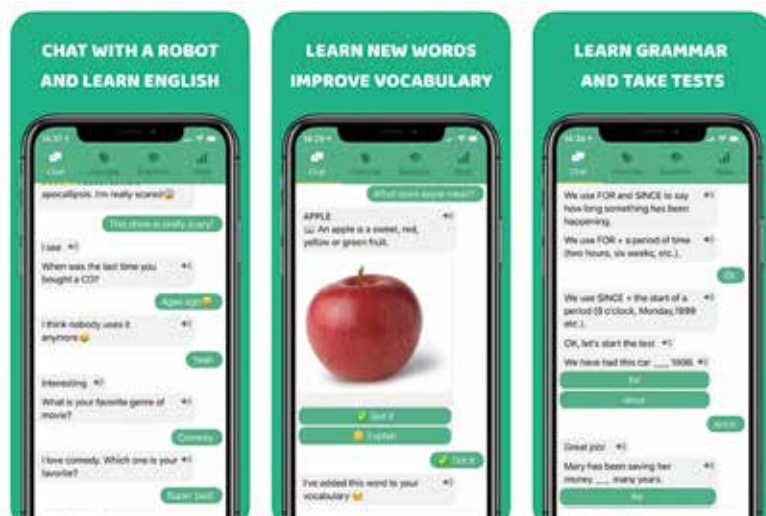 CHAT WITH A ROBOT
AND LEARN ENGLISH
Chat
apocallipsis. I'm really scared!
This show is really scary!
I see
When was the last time you
bought a CD?
Ages ago
I think nobody uses it
anymore
Yeah
Interesting
What is your favorite genre of
movie?
Comedy
I love comedy. Which one is your
favorite?
Super bad!
LEARN NEW WORDS
IMPROVE VOCABULARY
Chat
What does apple mean?
APPLE
An apple is a sweet, red,
yellow or green fruit.
Got it
Explain
Got it
I've added this word to your
vocabulary
LEARN GRAMMAR
AND TAKE TESTS
Chat
We use FOR and SINCE to say
how long something has been
happening.
We use FOR + a period of time
(two hours, six weeks, etc.).
Ok
We use SINCE + the start of a
period (9 o'clock, Monday, 1999
etc.).
OK, let's start the test
We have had this car ___ 1996
for
since
since
Great job!
Mary has been saving her
money ___ many years.
for